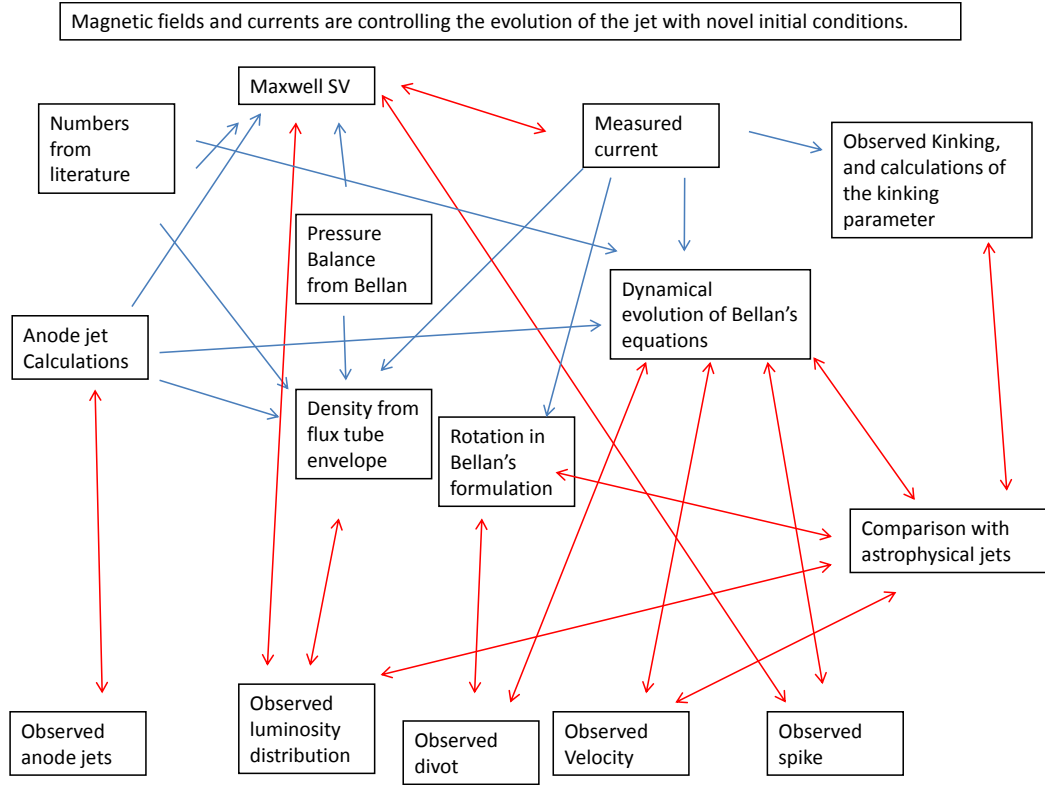 Magnetic fields and currents are controlling the evolution of the jet with novel initial conditions.
Maxwell SV
Numbers
from
literature
Measured
current
Observed Kinking,
and calculations of
the kinking
parameter
Pressure
Balance
from Bellan
Dynamical
evolution of Bellan’s
equations
Anode jet
Calculations
Density from
flux tube
envelope
Rotation in
Bellan’s
formulation
Comparison with
astrophysical jets
Observed
anode jets
Observed
luminosity
distribution
Observed
divot
Observed
Velocity
Observed
spike